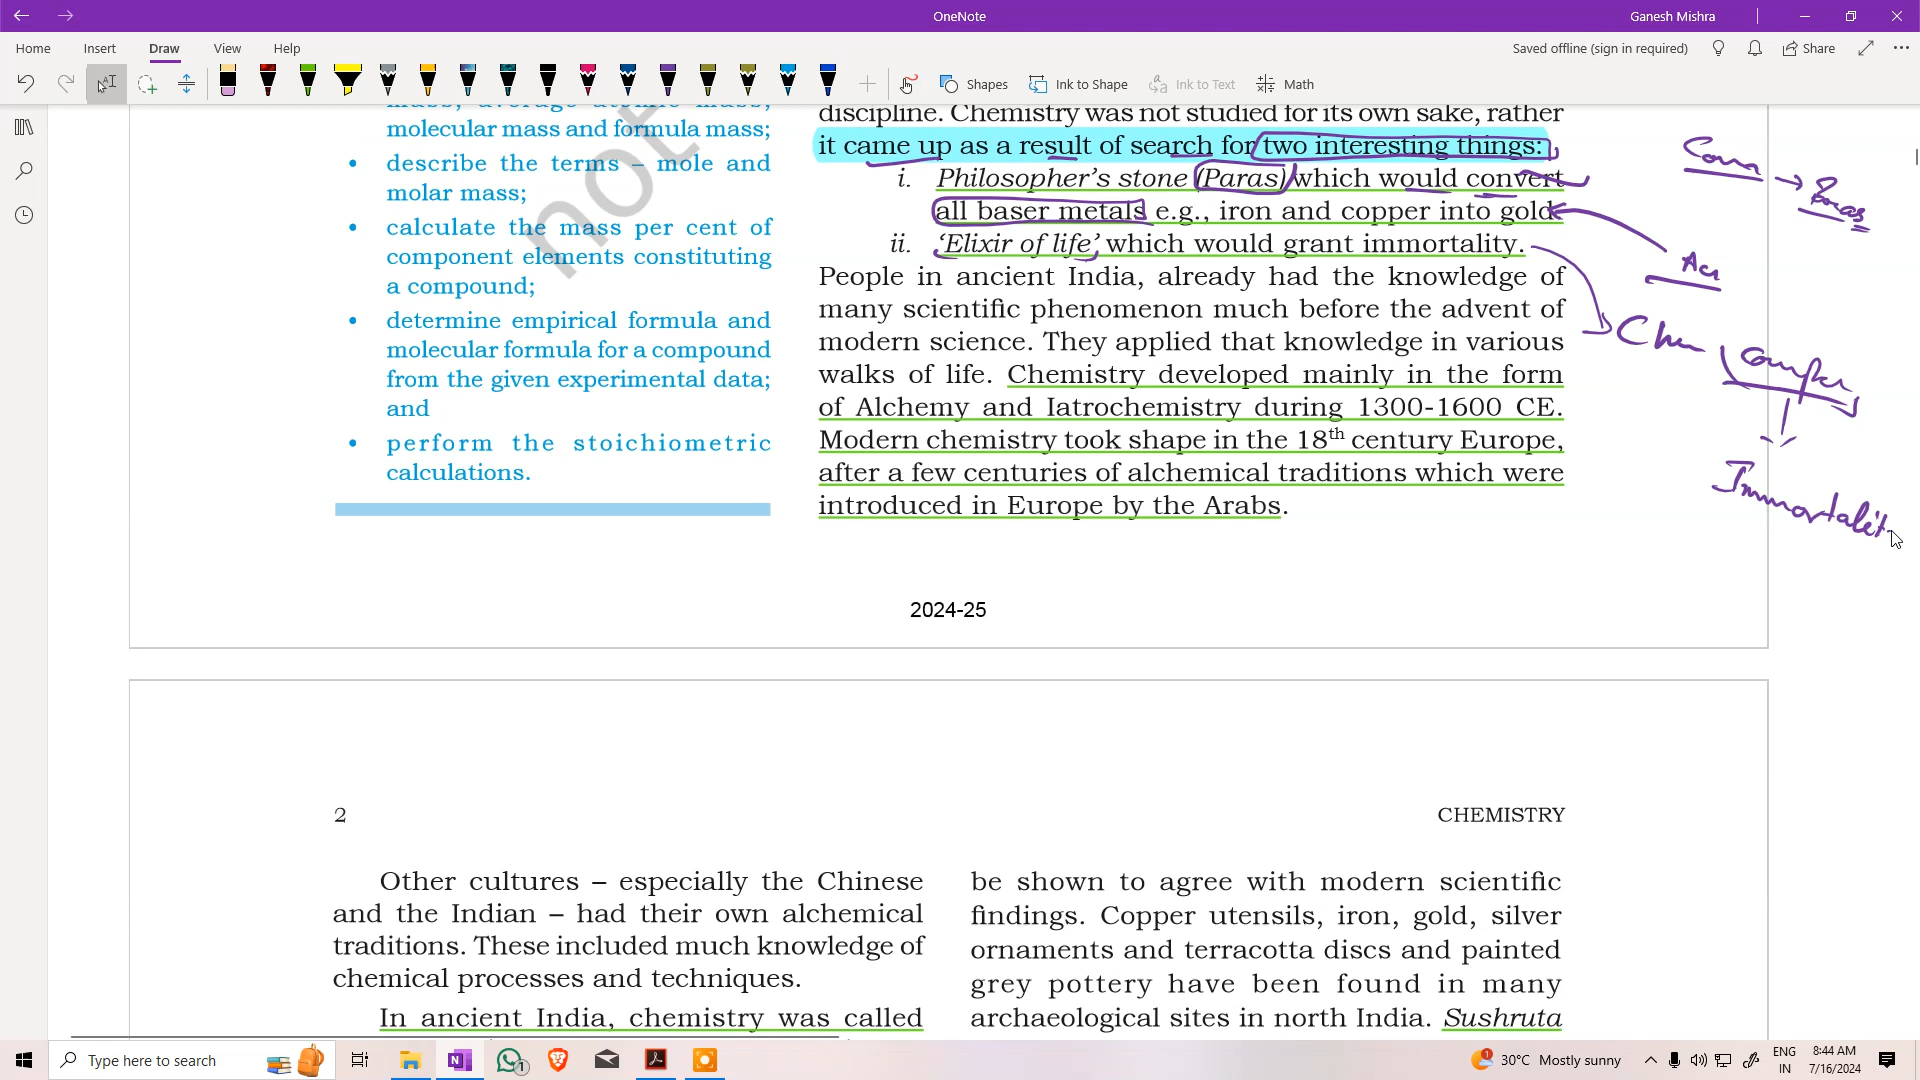 OneNote
Ganesh Mishra
Home Insert Draw View Help
Saved offline (sign in required)
Share
Shapes
Ink to Shape
Ink to Text
Math
mass, average atomic mass,
molecular mass and formula mass;
• describe the terms – mole and
molar mass;
• calculate the mass per cent of
component elements constituting
a compound;
• determine empirical formula and
molecular formula for a compound
from the given experimental data;
and
• perform the stoichiometric
calculations.
not
discipline. Chemistry was not studied for its own sake, rather
it came up as a result of search for two interesting things:
i. Philosopher's stone (Paras) which would convert
all baser metals e.g., iron and copper into gold.
ii. 'Elixir of life' which would grant immortality.
People in ancient India, already had the knowledge of
many scientific phenomenon much before the advent of
modern science. They applied that knowledge in various
walks of life. Chemistry developed mainly in the form
of Alchemy and Iatrochemistry during 1300-1600 CE.
Modern chemistry took shape in the 18th century Europe,
after a few centuries of alchemical traditions which were
introduced in Europe by the Arabs.
Immortalit
2024-25
2
CHEMISTRY
Other cultures – especially the Chinese
and the Indian – had their own alchemical
traditions. These included much knowledge of
chemical processes and techniques.
In ancient India, chemistry was called
be shown to agree with modern scientific
findings. Copper utensils, iron, gold, silver
ornaments and terracotta discs and painted
grey pottery have been found in many
archaeological sites in north India. Sushruta
Type here to search
1
1
30°C Mostly sunny
ENG
IN
8:44 AM
7/16/2024